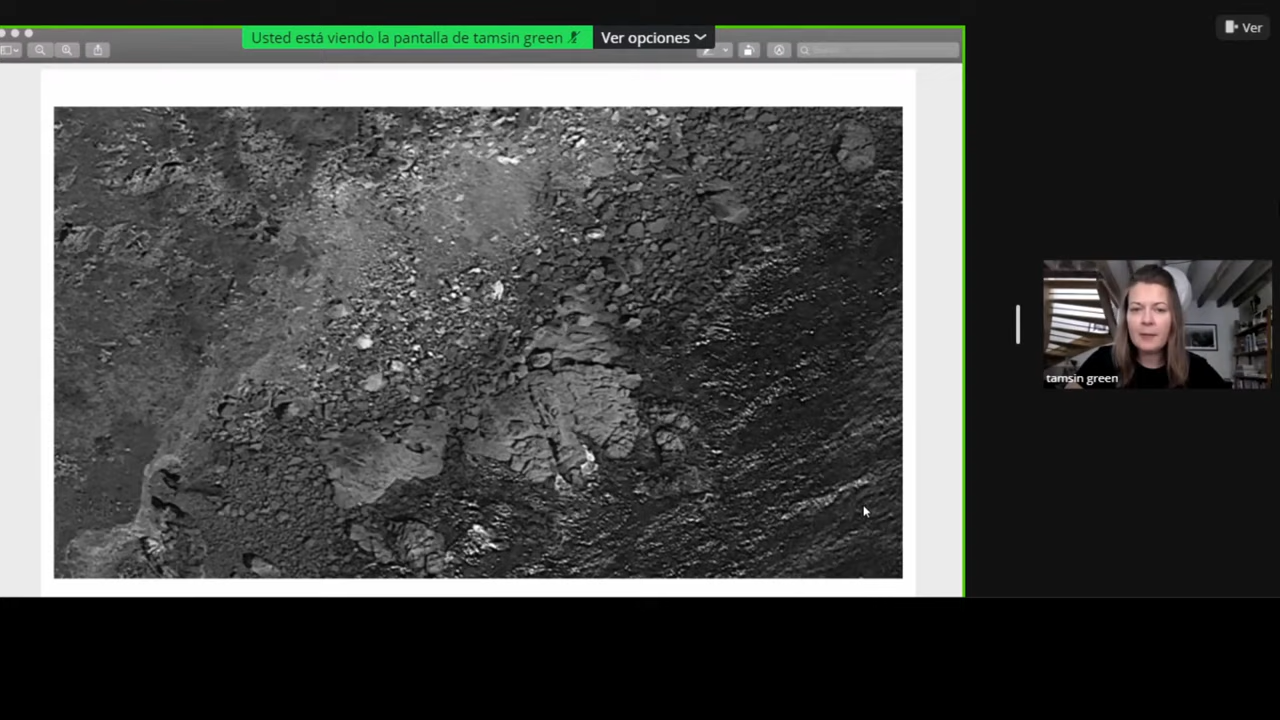 Usted está viendo la pantalla de tamsin green
Ver opciones
Ver
tamsin green